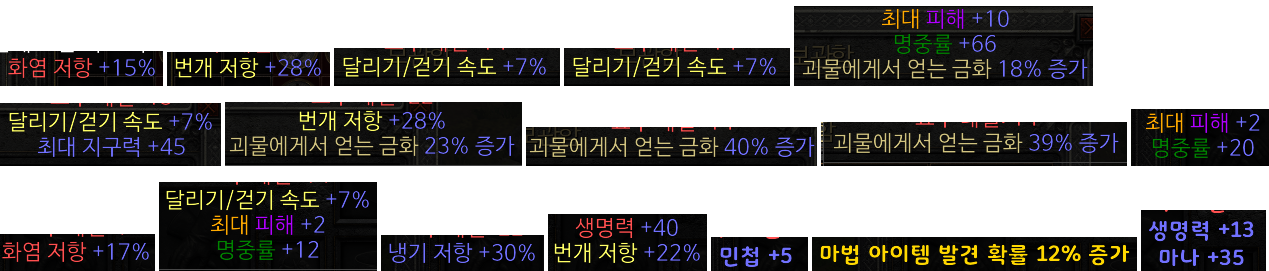 화염 저항 +15%
번개 저항 +28%
달리기/걷기 속도 +7%
달리기/걷기 속도 +7%
최대 피해 +10
명중률 +66
괴물에게서 얻는 금화 18% 증가
달리기/걷기 속도 +7%
최대 지구력 +45
번개 저항 +28%
괴물에게서 얻는 금화 23% 증가
괴물에게서 얻는 금화 40% 증가
괴물에게서 얻는 금화 39% 증가
최대 피해 +2
명중률 +20
화염 저항 +17%
달리기/걷기 속도 +7%
최대 피해 +2
명중률 +12
냉기 저항 +30%
생명력 +40
번개 저항 +22%
민첩 +5
마법 아이템 발견 확률 12% 증가
생명력 +13
마나 +35